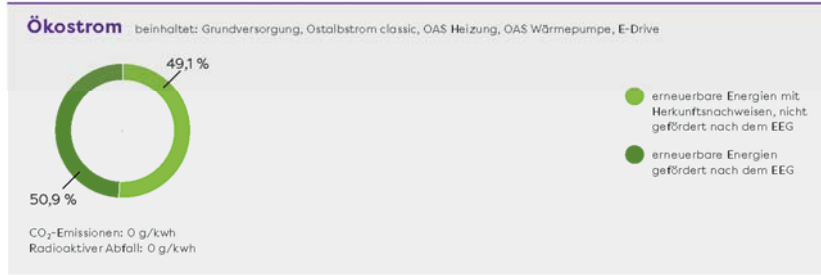 Ökostrom beinhaltet: Grundversorgung, Ostalbstrom classic, OAS Heizung, OAS Wärmepumpe, E-Drive
49,1 %
erneuerbare Energien mit
Herkunftsnachweisen, nicht
gefördert nach dem EEG
erneuerbare Energien
gefördert nach dem EEG
50,9 %
CO₂-Emissionen: 0 g/kwh
Radioaktiver Abfall: 0 g/kwh